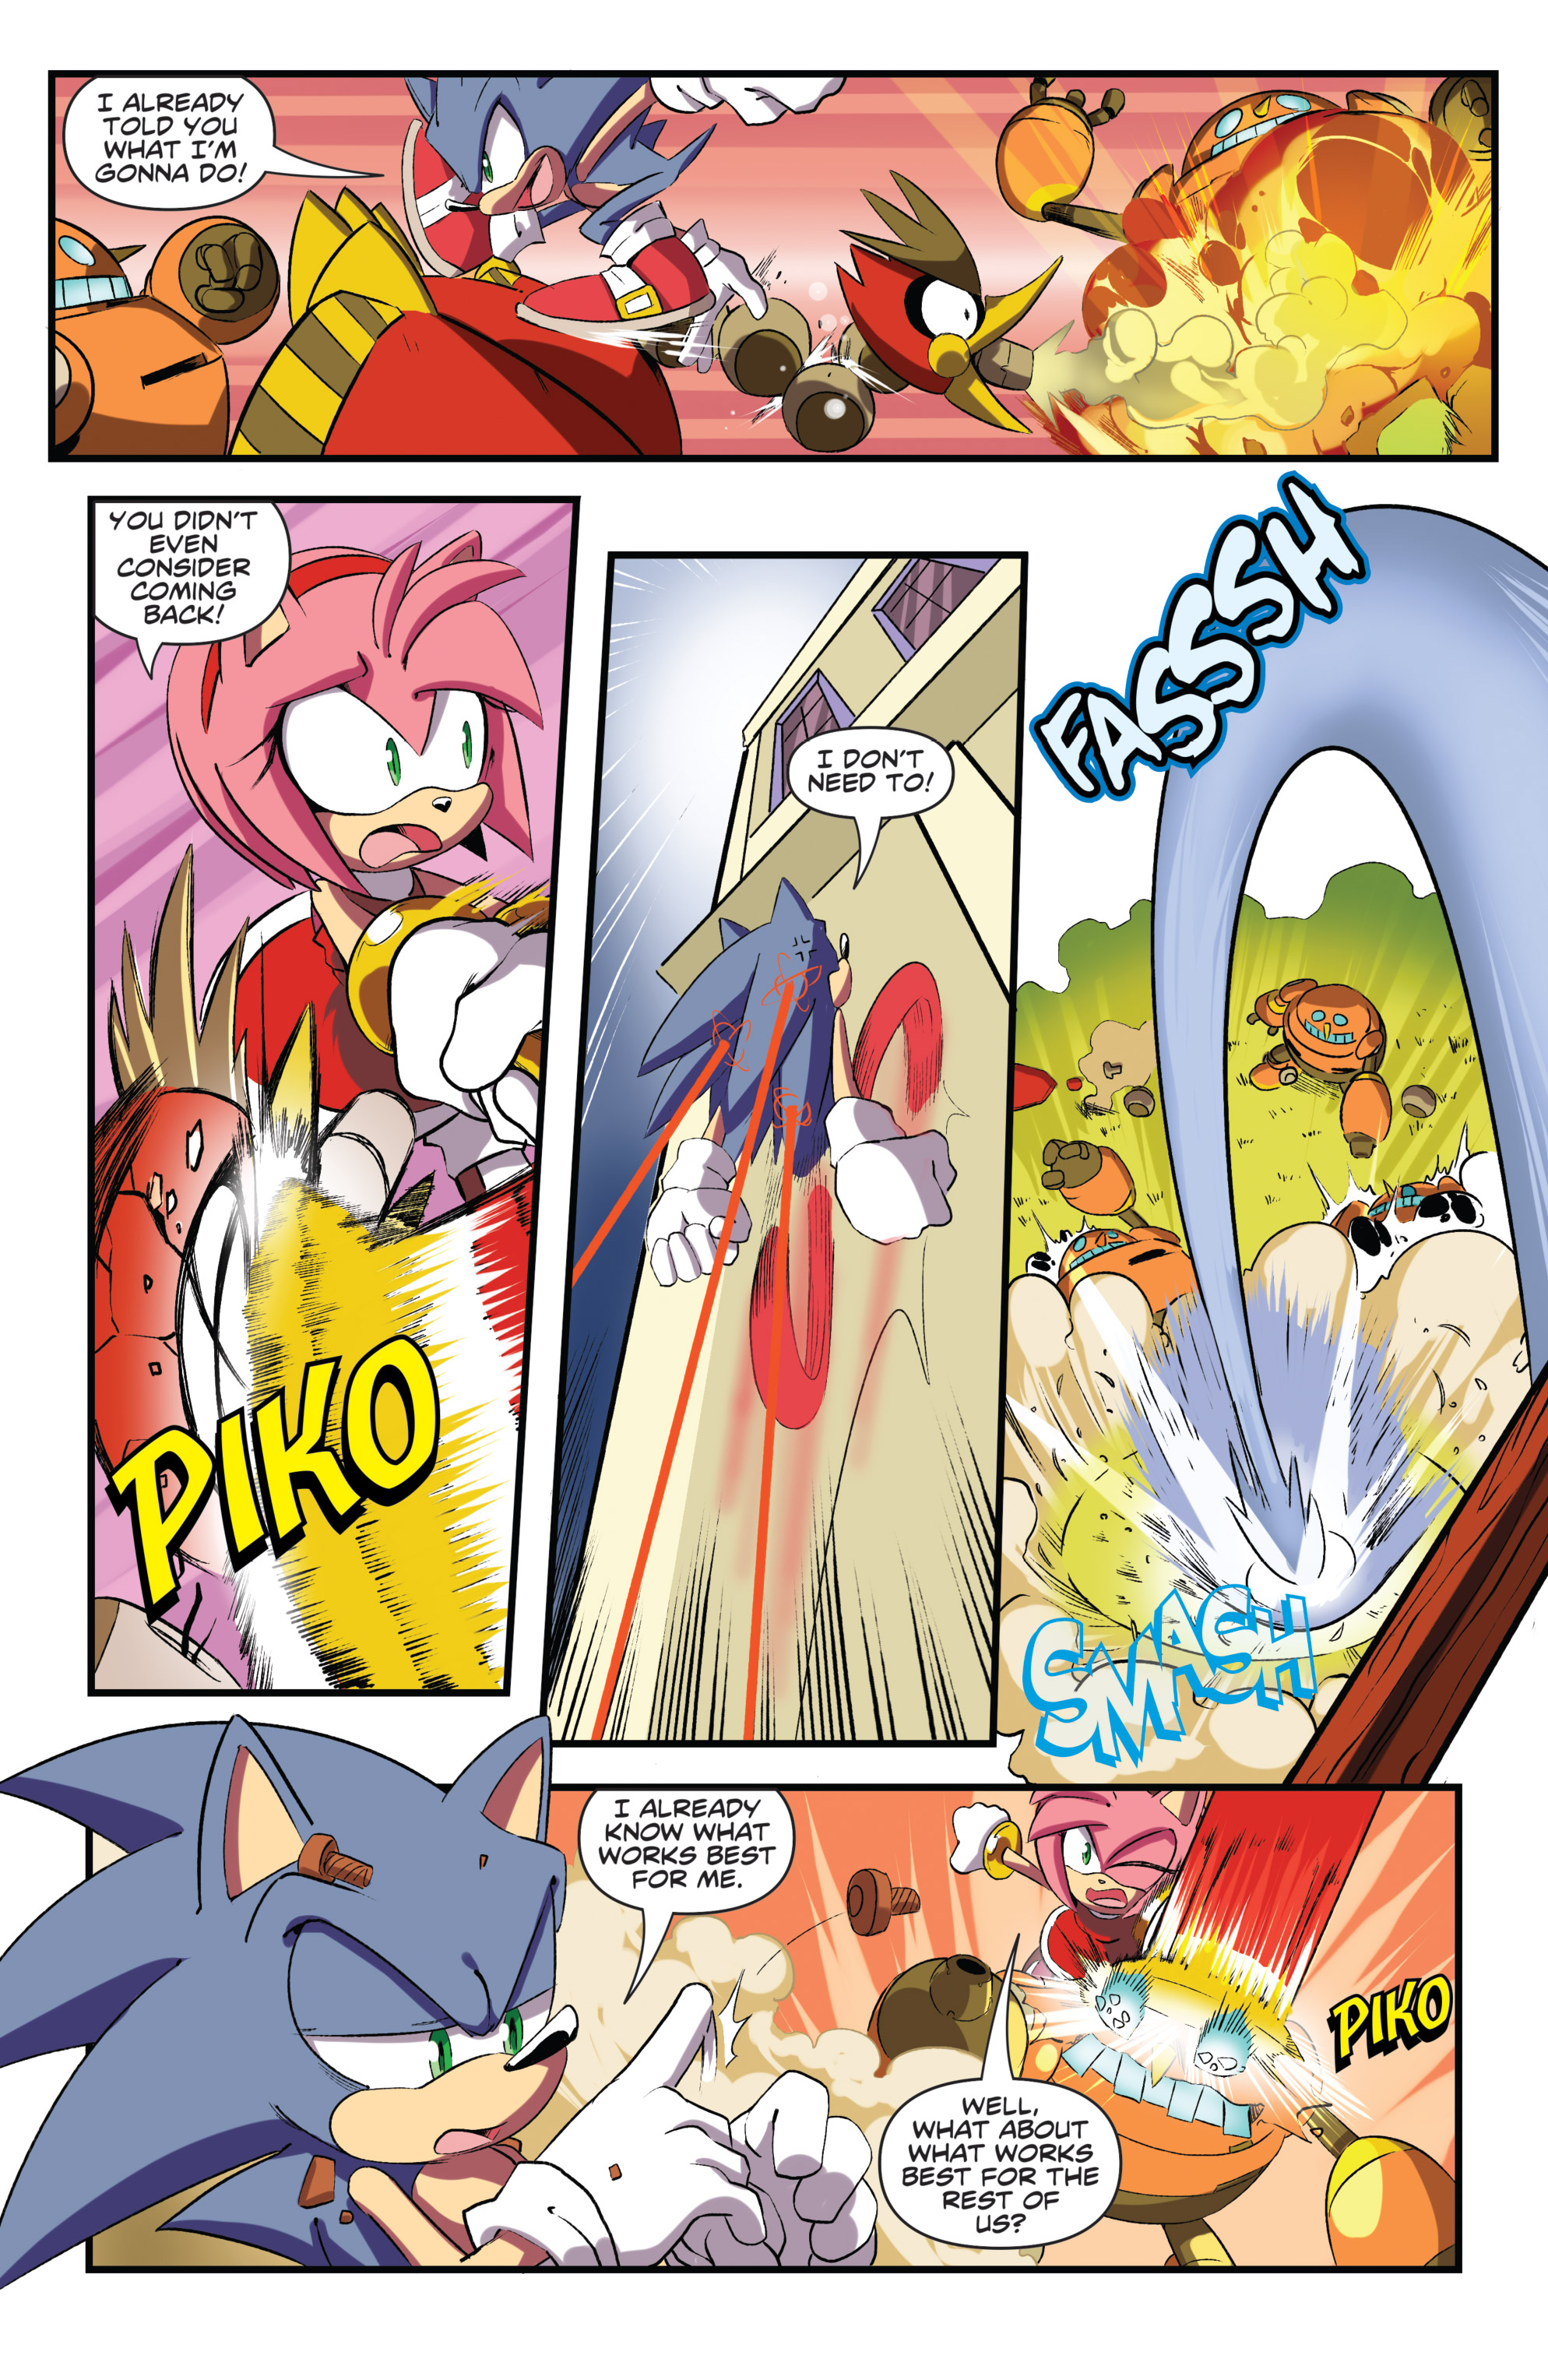 I ALREADY
TOLD YOU
WHAT I'M
GONNA DO!
YOU DIDN'T
EVEN
CONSIDER
COMING
BACK!
PIKO
I DON'T
NEED TO!
FASSSH
SMASH
I ALREADY
KNOW WHAT
WORKS BEST
FOR ME.
WELL,
WHAT ABOUT
WHAT WORKS
BEST FOR THE
REST OF
US?
PIKO